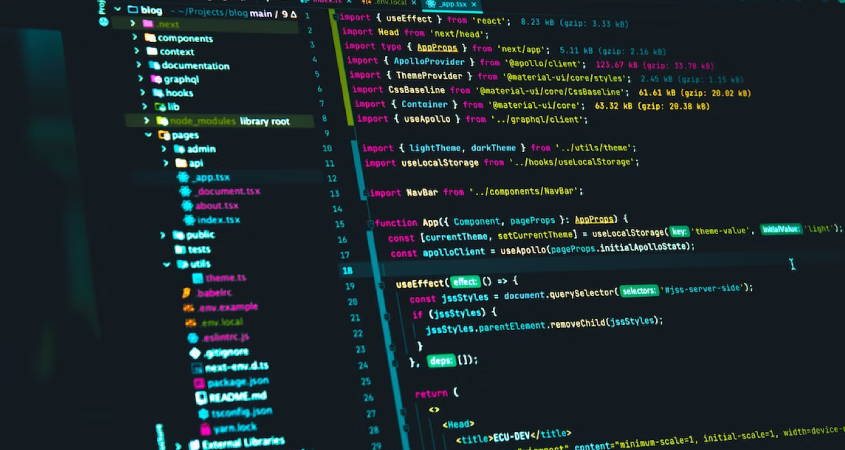 blog ~/Projects/blog main / 9 Δ
.next
components
context
documentation
graphql
hooks
lib
node_modules library root
pages
admin
api
_app.tsx
_document.tsx
about.tsx
index.tsx
public
tests
utils
theme.ts
.babelrc
.env.example
.env.local
.eslintrc.js
.gitignore
next-env.d.ts
package.json
README.md
tsconfig.json
yarn.lock
External Libraries
.env.local _app.tsx
1 import { useEffect } from 'react'; 8.23 kB (gzip: 3.33 kB)
2 import Head from 'next/head';
3 import type { AppProps } from 'next/app'; 5.11 kB (gzip: 2.16 kB)
4 import { ApolloProvider } from '@apollo/client'; 123.67 kB (gzip: 33.78 kB)
5 import { ThemeProvider } from '@material-ui/core/styles'; 2.45 kB (gzip: 1.15 kB)
6 import CssBaseline from '@material-ui/core/CssBaseline'; 61.61 kB (gzip: 20.02 kB)
7 import { Container } from '@material-ui/core'; 63.32 kB (gzip: 20.38 kB)
8 import { useApollo } from '../graphql/client';
9
10 import { lightTheme, darkTheme } from '../utils/theme';
11 import useLocalStorage from '../hooks/useLocalStorage';
12
13 import NavBar from '../components/NavBar';
14
15 function App({ Component, pageProps }: AppProps) {
16 const [currentTheme, setCurrentTheme] = useLocalStorage( key: 'theme-value', initialValue: 'light');
17 const apolloClient = useApollo(pageProps.initialApolloState);
18
19 useEffect( effect: () => {
20 const jssStyles = document.querySelector( selectors: '#jss-server-side');
21 if (jssStyles) {
22 jssStyles.parentElement.removeChild(jssStyles);
23 }
24 }, deps: []);
25
26 return (
27 <>
28 <Head>
29 <title>ECU-DEV</title>
content="minimum-scale=1, initial-scale=1, width=device-